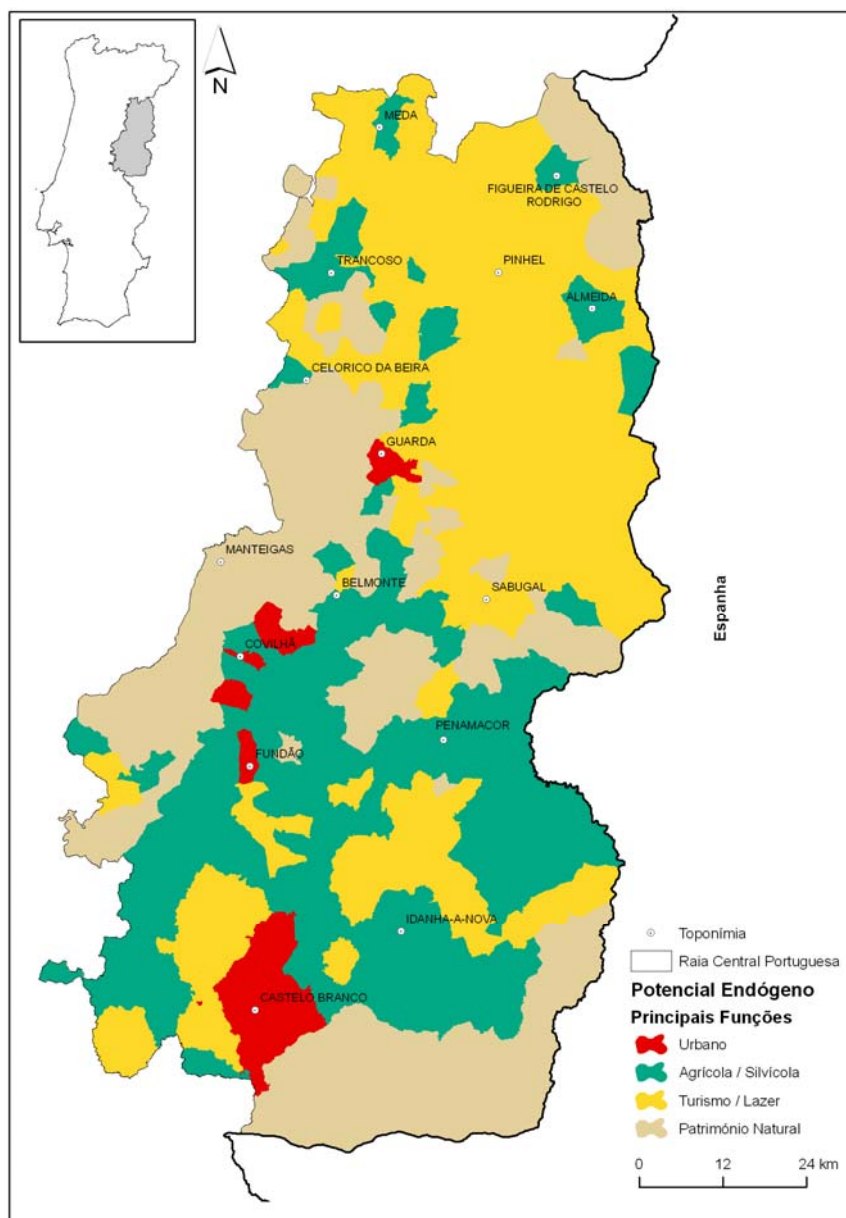 N
MEDA
FIGUEIRA DE CASTELO
RODRIGO
TRANCOSO
PINHEL
ALMEIDA
CELORICO DA BEIRA
GUARDA
MANTEIGAS
BELMONTE
SABUGAL
Espanha
COVILHÃ
PENAMACOR
FUNDÃO
IDANHA-A-NOVA
CASTELO BRANCO
Toponímia
Raia Central Portuguesa
Potencial Endógeno
Principais Funções
Urbano
Agrícola / Silvícola
Turismo / Lazer
Património Natural
0 12 24 km